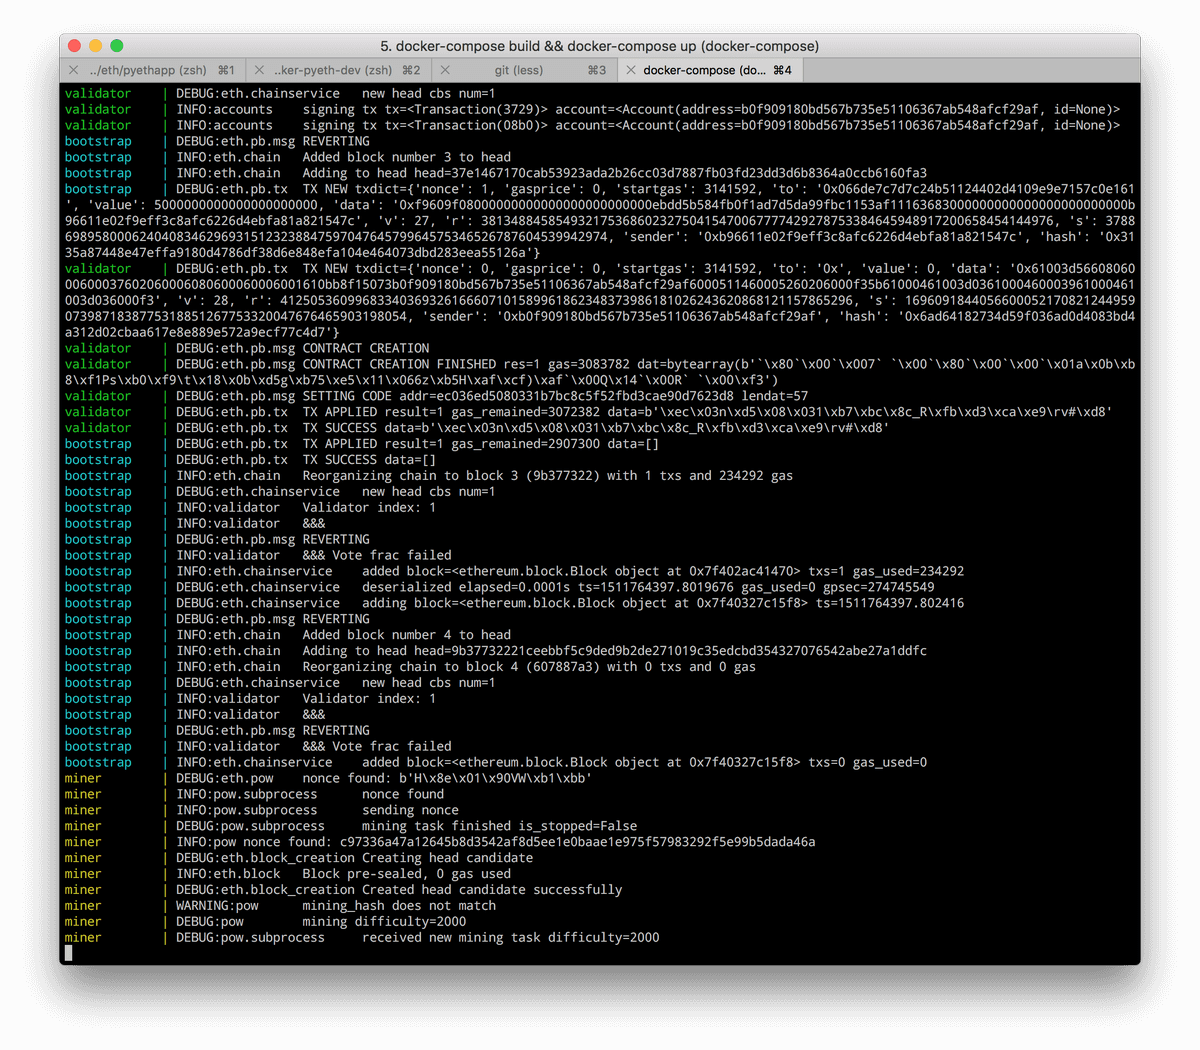 5. docker-compose build && docker-compose up (docker-compose)
../eth/pyethapp (zsh) ⌘1 ..ker-pyeth-dev (zsh) ⌘2 git (less) ⌘3 docker-compose (do... ⌘4
validator | DEBUG:eth.chainservice new head cbs num=1
validator | INFO:accounts signing tx tx=<Transaction(3729)> account=<Account(address=b0f909180bd567b735e51106367ab548afcf29af, id=None)>
validator | INFO:accounts signing tx tx=<Transaction(08b0)> account=<Account(address=b0f909180bd567b735e51106367ab548afcf29af, id=None)>
bootstrap | DEBUG:eth.pb.msg REVERTING
bootstrap | INFO:eth.chain Added block number 3 to head
bootstrap | INFO:eth.chain Adding to head head=37e1467170cab53923ada2b26cc03d7887fb03fd23dd3d6b8364a0ccb6160fa3
bootstrap | DEBUG:eth.pb.tx TX NEW txdict={'nonce': 1, 'gasprice': 0, 'startgas': 3141592, 'to': '0x066de7c7d7c24b51124402d4109e9e7157c0e161
', 'value': 5000000000000000000000, 'data': '0xf9609f08000000000000000000000000ebdd5b584fb0f1ad7d5da99fbc1153af1116368300000000000000000000000b
96611e02f9eff3c8afc6226d4ebfa81a821547c', 'v': 27, 'r': 38134884585493217536860232750415470067777429278753384645948917200658454144976, 's': 3788
6989580006240408346296931512323884759704764579964575346526787604539942974, 'sender': '0xb96611e02f9eff3c8afc6226d4ebfa81a821547c', 'hash': '0x31
35a87448e47effa9180d4786df38d6e848efa104e464073dbd283eea55126a'}
validator | DEBUG:eth.pb.tx TX NEW txdict={'nonce': 0, 'gasprice': 0, 'startgas': 3141592, 'to': '0x', 'value': 0, 'data': '0x61003d56608060
00600037602060006080600060060006001610bb8f15073b0f909180bd567b735e51106367ab548afcf29af6000511460005260206000f35b61000461003d0361000460003961000461
003d036000f3', 'v': 28, 'r': 41250536099683340369326166607101589961862348373986181026243620868121157865296, 's': 1696091844056600052170821244959
0739871838775318851267753320047676465903198054, 'sender': '0xb0f909180bd567b735e51106367ab548afcf29af', 'hash': '0x6ad64182734d59f036ad0d4083bd4
a312d02cbaa617e8e889e572a9ecf77c4d7'}
validator | DEBUG:eth.pb.msg CONTRACT CREATION
validator | DEBUG:eth.pb.msg CONTRACT CREATION FINISHED res=1 gas=3083782 dat=bytearray(b'`\x80`\x00`\x007` `\x00`\x80`\x00`\x00`\x01a\x0b\xb
8\xf1Ps\xb0\xf9\t\x18\x0b\xd5g\xb75\xe5\x11\x066z\xb5H\xaf\xcf)\xaf`\x00Q\x14`\x00R` `\x00\xf3')
validator | DEBUG:eth.pb.msg SETTING CODE addr=ec036ed5080331b7bc8c5f52fbd3cae90d7623d8 lendat=57
validator | DEBUG:eth.pb.tx TX APPLIED result=1 gas_remained=3072382 data=b'\xec\x03n\xd5\x08\x031\xb7\xbc\x8c_R\xfb\xd3\xca\xe9\rv#\xd8'
validator | DEBUG:eth.pb.tx TX SUCCESS data=b'\xec\x03n\xd5\x08\x031\xb7\xbc\x8c_R\xfb\xd3\xca\xe9\rv#\xd8'
bootstrap | DEBUG:eth.pb.tx TX APPLIED result=1 gas_remained=2907300 data=[]
bootstrap | DEBUG:eth.pb.tx TX SUCCESS data=[]
bootstrap | INFO:eth.chain Reorganizing chain to block 3 (9b377322) with 1 txs and 234292 gas
bootstrap | DEBUG:eth.chainservice new head cbs num=1
bootstrap | INFO:validator Validator index: 1
bootstrap | INFO:validator &&&
bootstrap | DEBUG:eth.pb.msg REVERTING
bootstrap | INFO:validator &&& Vote frac failed
bootstrap | INFO:eth.chainservice added block=<ethereum.block.Block object at 0x7f402ac41470> txs=1 gas_used=234292
bootstrap | DEBUG:eth.chainservice deserialized elapsed=0.0001s ts=1511764397.8019676 gas_used=0 gpsec=274745549
bootstrap | DEBUG:eth.chainservice adding block=<ethereum.block.Block object at 0x7f40327c15f8> ts=1511764397.802416
bootstrap | DEBUG:eth.pb.msg REVERTING
bootstrap | INFO:eth.chain Added block number 4 to head
bootstrap | INFO:eth.chain Adding to head head=9b37732221ceebbf5c9ded9b2de271019c35edcbd354327076542abe27a1ddfc
bootstrap | INFO:eth.chain Reorganizing chain to block 4 (607887a3) with 0 txs and 0 gas
bootstrap | DEBUG:eth.chainservice new head cbs num=1
bootstrap | INFO:validator Validator index: 1
bootstrap | INFO:validator &&&
bootstrap | DEBUG:eth.pb.msg REVERTING
bootstrap | INFO:validator &&& Vote frac failed
bootstrap | INFO:eth.chainservice added block=<ethereum.block.Block object at 0x7f40327c15f8> txs=0 gas_used=0
miner | DEBUG:eth.pow nonce found: b'H\x8e\x01\x90VW\xb1\xbb'
miner | INFO:pow.subprocess nonce found
miner | INFO:pow.subprocess sending nonce
miner | DEBUG:pow.subprocess mining task finished is_stopped=False
miner | INFO:pow nonce found: c97336a47a12645b8d3542af8d5ee1e0baae1e975f57983292f5e99b5dada46a
miner | DEBUG:eth.block_creation Creating head candidate
miner | INFO:eth.block Block pre-sealed, 0 gas used
miner | DEBUG:eth.block_creation Created head candidate successfully
miner | WARNING:pow mining_hash does not match
miner | DEBUG:pow mining difficulty=2000
miner | DEBUG:pow.subprocess received new mining task difficulty=2000